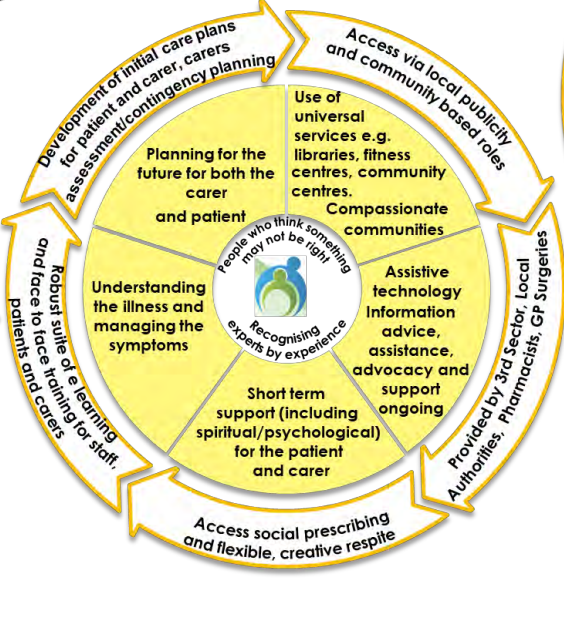 Development of initial care plans
for patient and carer, carers
assessment/contingency planning
Access via local publicity
and community based roles
Provided by 3rd Sector, Local
Authorities, Pharmacists, GP Surgeries
Access social prescribing
and flexible, creative respite
Robust suite of e learning
and face to face training for staff,
patients and carers
Planning for the
future for both the
carer
and patient
Use of
universal
services e.g.
libraries, fitness
centres, community
centres.
Compassionate
communities
Assistive
technology
Information
advice,
assistance,
advocacy and
support
ongoing
Short term
support (including
spiritual/psychological)
for the patient
and carer
Understanding
the illness and
managing the
symptoms
People who think something
may not be right
Recognising
experts by experience